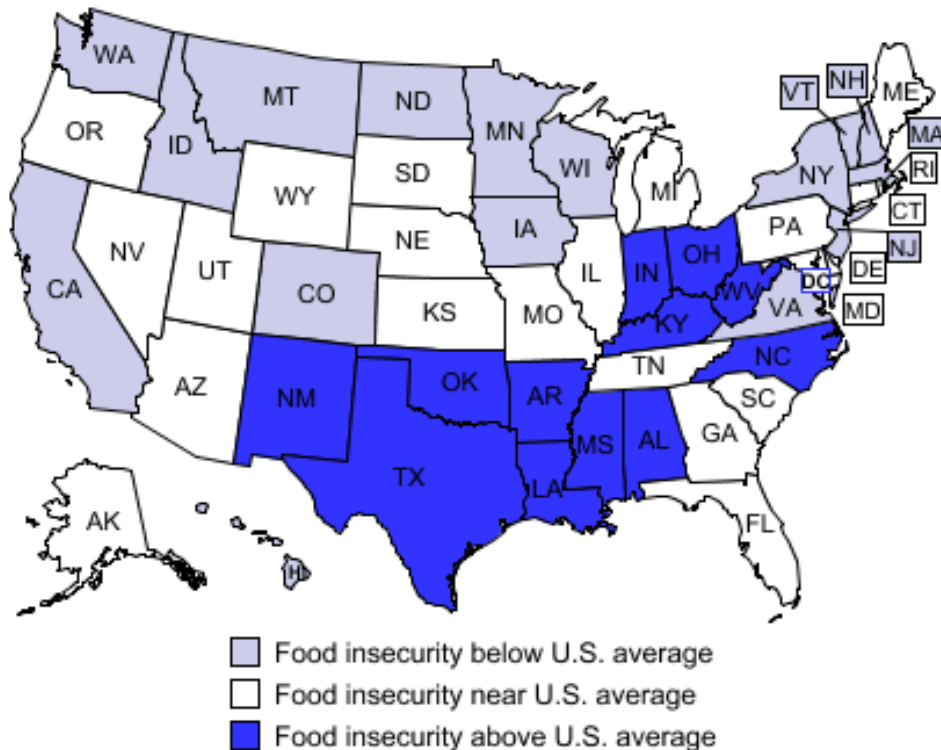 WA
MT
ND
MN
VT
NH
ME
OR
ID
WY
SD
WI
MI
NY
MA
RI
CT
NV
UT
CO
NE
IA
IL
IN
OH
PA
NJ
DE
DC
MD
CA
KS
MO
KY
WV
VA
AZ
NM
OK
AR
TN
NC
SC
TX
LA
MS
AL
GA
FL
AK
H
Food insecurity below U.S. average
Food insecurity near U.S. average
Food insecurity above U.S. average